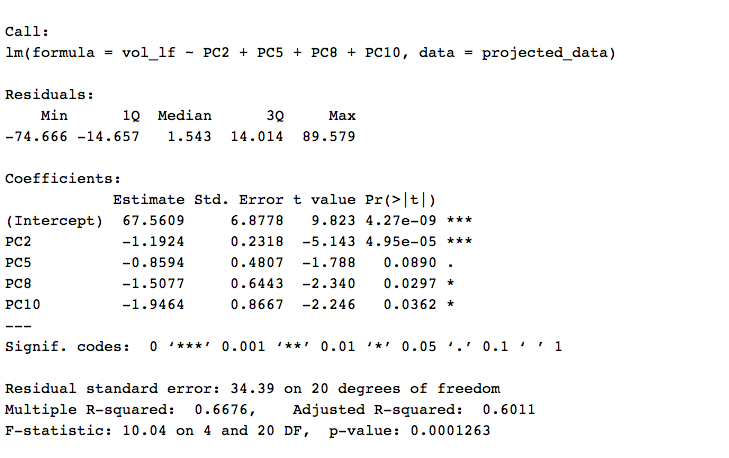 Call:
lm(formula = vol_lf ~ PC2 + PC5 + PC8 + PC10, data = projected_data)
Residuals:
    Min      1Q  Median      3Q     Max
-74.666 -14.657   1.543  14.014  89.579
Coefficients:
            Estimate Std. Error t value Pr(>|t|)
(Intercept)  67.5609     6.8778   9.823 4.27e-09 ***
PC2          -1.1924     0.2318  -5.143 4.95e-05 ***
PC5          -0.8594     0.4807  -1.788   0.0890 .
PC8          -1.5077     0.6443  -2.340   0.0297 *
PC10         -1.9464     0.8667  -2.246   0.0362 *
---
Signif. codes:  0 ‘***’ 0.001 ‘**’ 0.01 ‘*’ 0.05 ‘.’ 0.1 ‘ ’ 1
Residual standard error: 34.39 on 20 degrees of freedom
Multiple R-squared:  0.6676,    Adjusted R-squared:  0.6011
F-statistic: 10.04 on 4 and 20 DF,  p-value: 0.0001263